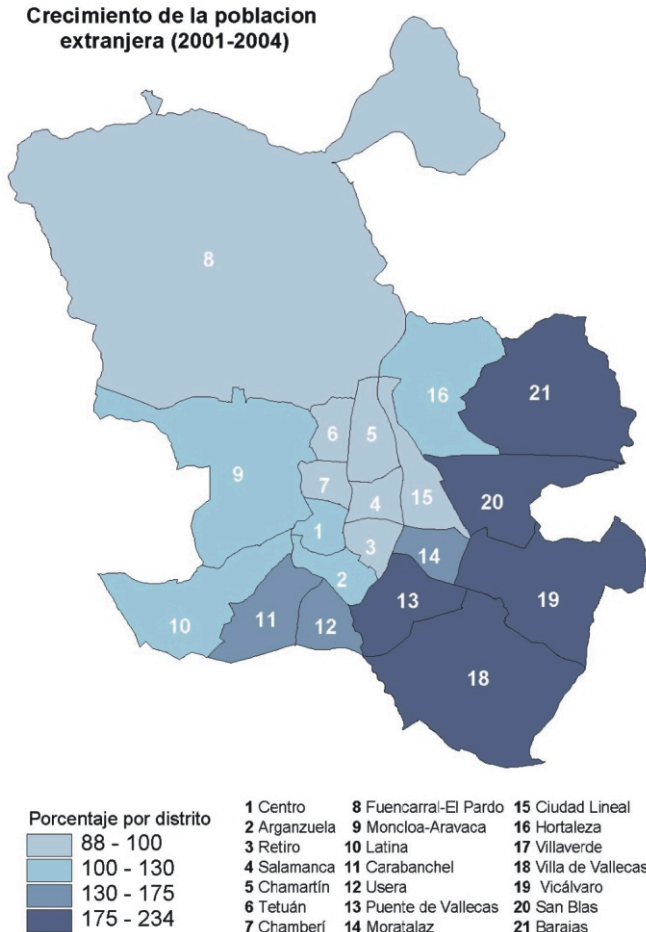 Crecimiento de la poblacion
extranjera (2001-2004)
8
16
21
6
5
9
7
4
15
20
1
3
14
2
13
19
10
11
12
18
Porcentaje por distrito
88 - 100
100 - 130
130 - 175
175 - 234
1 Centro
2 Arganzuela
3 Retiro
4 Salamanca
5 Chamartín
6 Tetuán
7 Chamberí
8 Fuencarral-El Pardo
9 Moncloa-Aravaca
10 Latina
11 Carabanchel
12 Usera
13 Puente de Vallecas
14 Moratalaz
15 Ciudad Lineal
16 Hortaleza
17 Villaverde
18 Villa de Vallecas
19 Vicálvaro
20 San Blas
21 Barajas